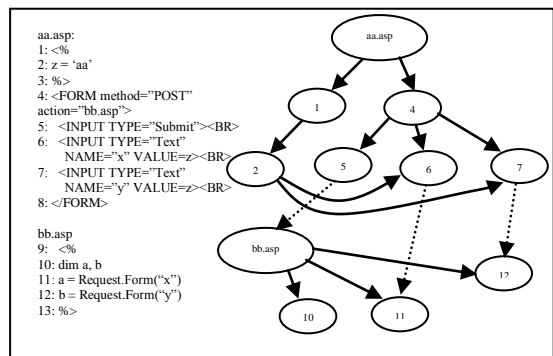 aa.asp:
1: <%
2: z = ‘aa’
3: %>
4: <FORM method=”POST”
action=”bb.asp”>
5: <INPUT TYPE=”Submit”><BR>
6: <INPUT TYPE=”Text”
NAME=”x” VALUE=z><BR>
7: <INPUT TYPE=”Text”
NAME=”y” VALUE=z><BR>
8: </FORM>
bb.asp
9: <%
10: dim a, b
11: a = Request.Form(“x”)
12: b = Request.Form(“y”)
13: %>
aa.asp
1
4
2
5
6
7
bb.asp
12
10
11